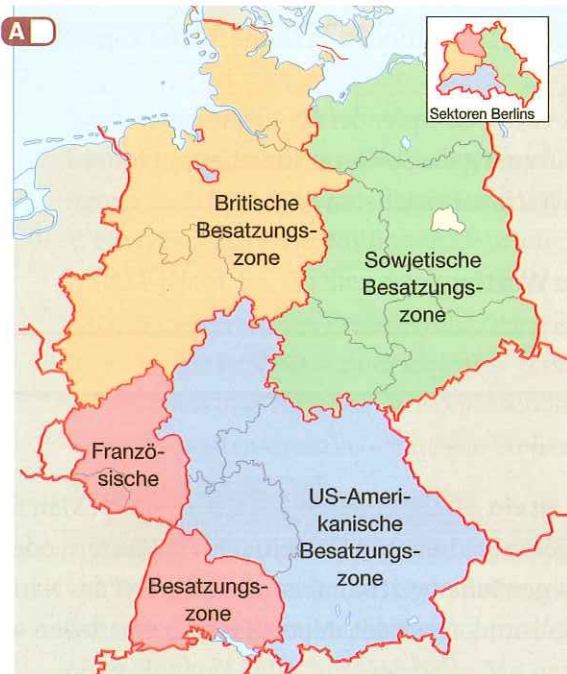 A
Sektoren Berlins
Britische
Besatzungs-
zone
Sowjetische
Besatzungs-
zone
Franzö-
sische
US-Ameri-
kanische
Besatzungs-
zone
Besatzungs-
zone